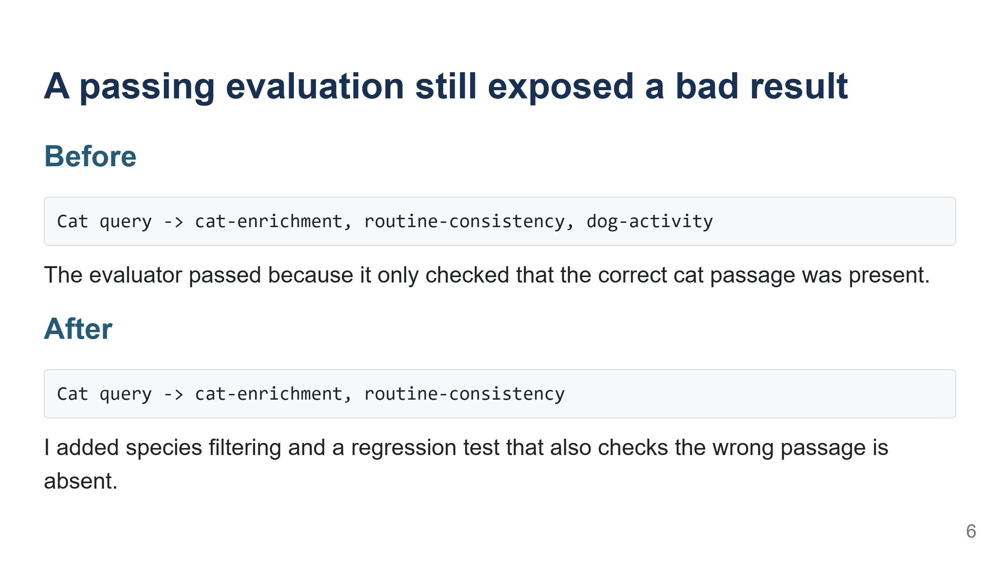 A passing evaluation still exposed a bad result
Before
Cat query -> cat-enrichment, routine-consistency, dog-activity
The evaluator passed because it only checked that the correct cat passage was present.
After
Cat query -> cat-enrichment, routine-consistency
I added species filtering and a regression test that also checks the wrong passage is
absent.
6